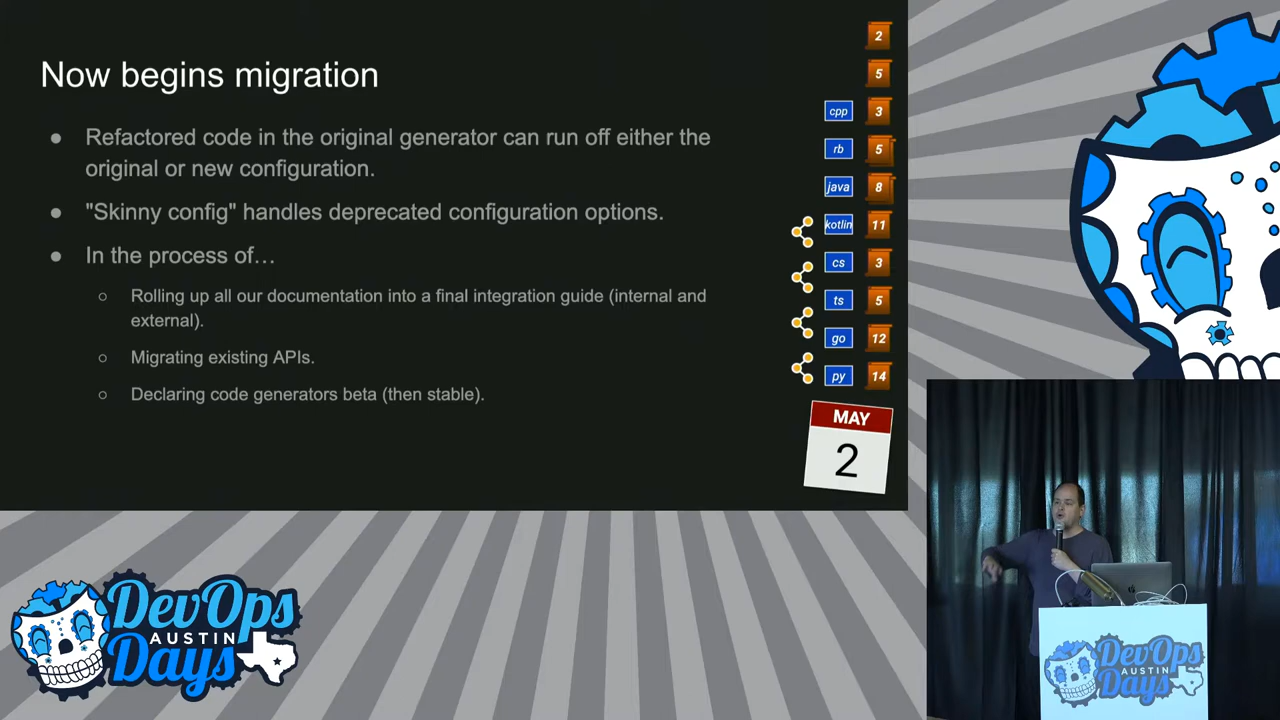 Now begins migration
● Refactored code in the original generator can run off either the
original or new configuration.
● "Skinny config" handles deprecated configuration options.
● In the process of…
○ Rolling up all our documentation into a final integration guide (internal and
external).
○ Migrating existing APIs.
○ Declaring code generators beta (then stable).
2
5
cpp 3
rb 5
java 8
kotlin 11
cs 3
ts 5
go 12
py 14
MAY
2
DevOps
AUSTIN
Days
DevOps
AUSTIN
Days